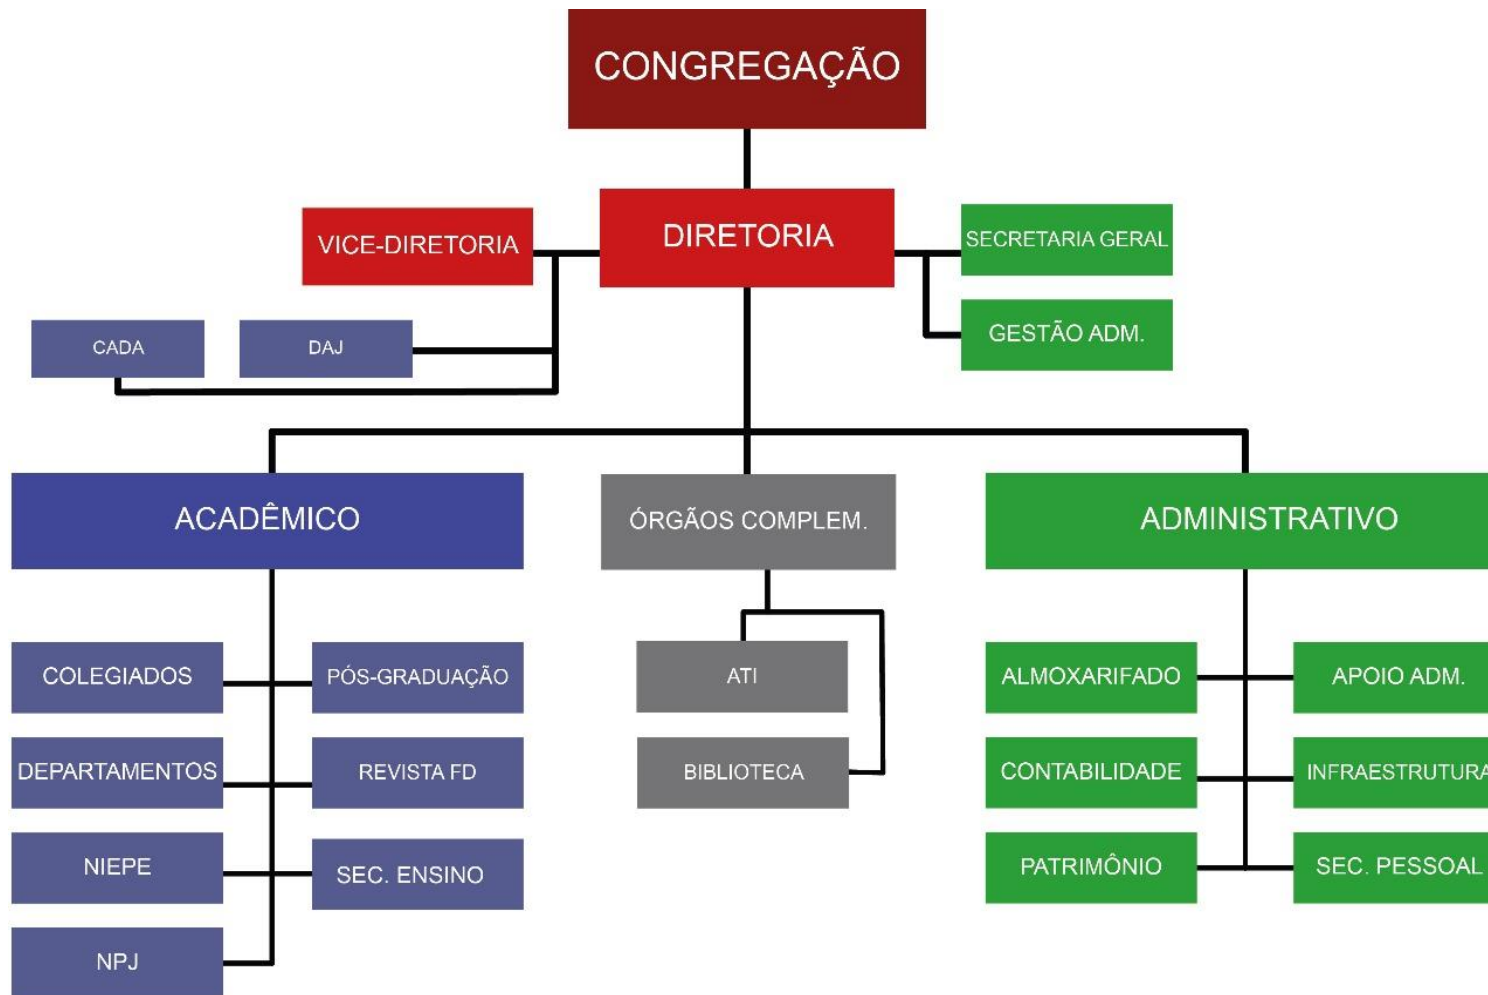 CONGREGAÇÃO
VICE-DIRETORIA
DIRETORIA
SECRETARIA GERAL
CADA
DAJ
GESTÃO ADM.
ACADÊMICO
ÓRGÃOS COMPLEM.
ADMINISTRATIVO
COLEGIADOS
PÓS-GRADUAÇÃO
ATI
ALMOXARIFADO
APOIO ADM.
DEPARTAMENTOS
REVISTA FD
BIBLIOTECA
CONTABILIDADE
INFRAESTRUTURA
NIEPE
SEC. ENSINO
PATRIMÔNIO
SEC. PESSOAL
NPJ